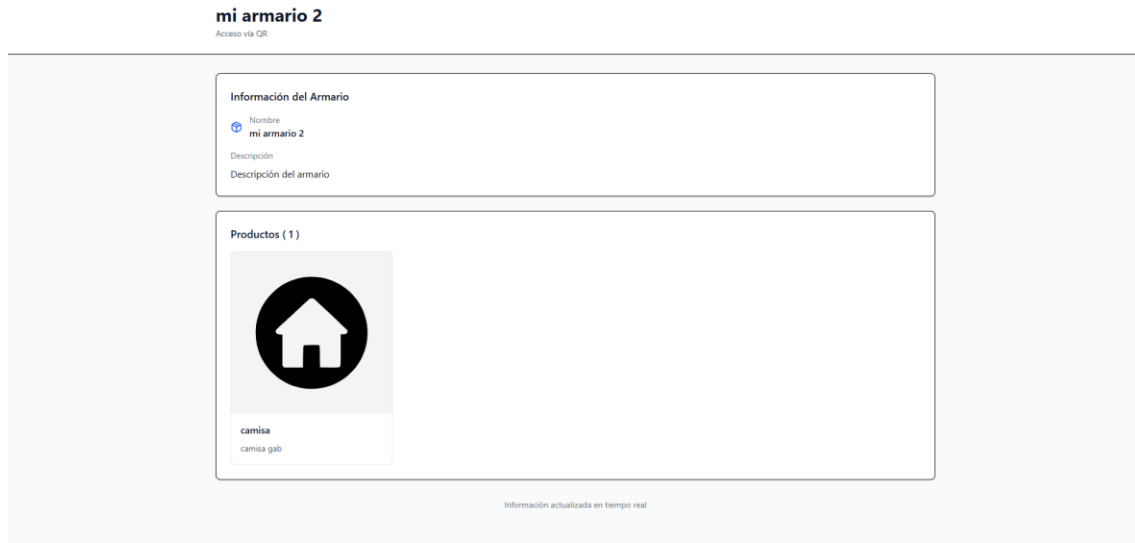 mi armario 2
Acceso vía QR
Información del Armario
Nombre
mi armario 2
Descripción
Descripción del armario
Productos ( 1 )
camisa
camisa gab
Información actualizada en tiempo real